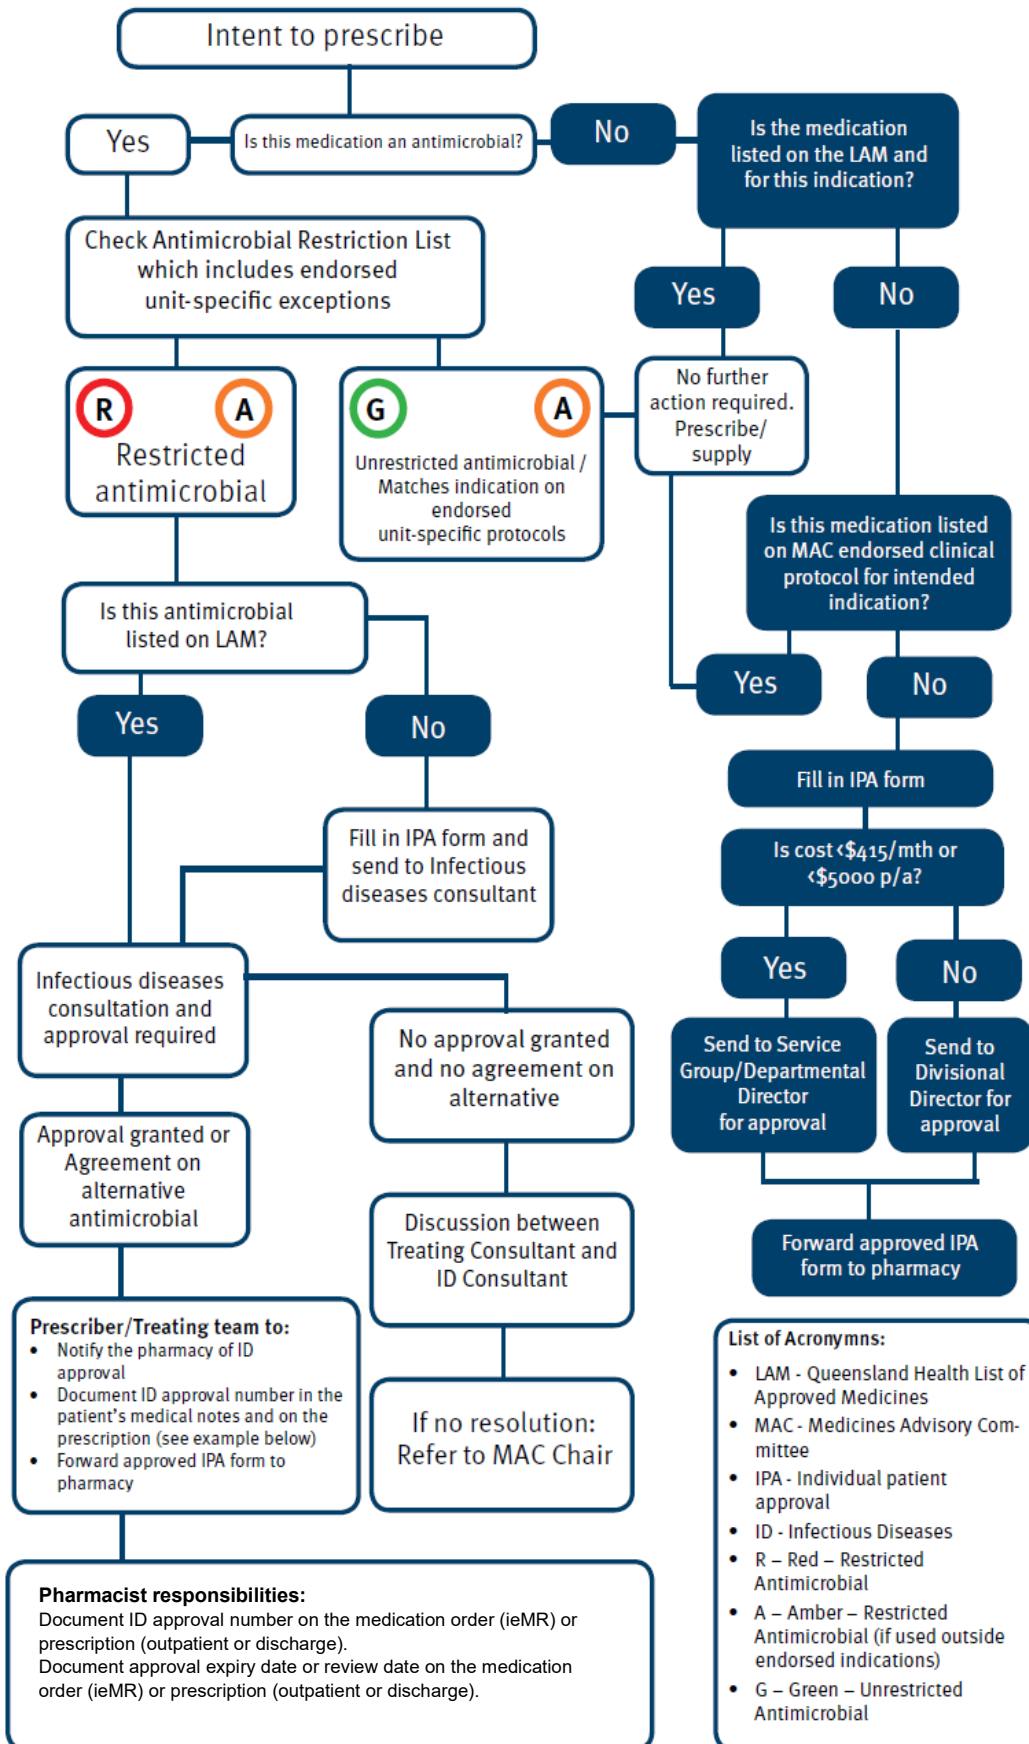 Intent to prescribe
Yes
Is this medication an antimicrobial?
No
Is the medication
listed on the LAM and
for this indication?
Check Antimicrobial Restriction List
which includes endorsed
unit-specific exceptions
Yes
No
R
A
Restricted
antimicrobial
G
A
Unrestricted antimicrobial /
Matches indication on
endorsed
unit-specific protocols
No further
action required.
Prescribe/
supply
Is this medication listed
on MAC endorsed clinical
protocol for intended
indication?
Is this antimicrobial
listed on LAM?
Yes
No
Yes
No
Fill in IPA form
Fill in IPA form and
send to Infectious
diseases consultant
Is cost <$415/mth or
<$5000 p/a?
Yes
No
Infectious diseases
consultation and
approval required
No approval granted
and no agreement on
alternative
Send to Service
Group/Departmental
Director
for approval
Send to
Divisional
Director for
approval
Approval granted or
Agreement on
alternative
antimicrobial
Discussion between
Treating Consultant and
ID Consultant
Forward approved IPA
form to pharmacy
Prescriber/Treating team to:
• Notify the pharmacy of ID
approval
• Document ID approval number in the
patient's medical notes and on the
prescription (see example below)
• Forward approved IPA form to
pharmacy
If no resolution:
Refer to MAC Chair
List of Acronymns:
• LAM - Queensland Health List of
Approved Medicines
• MAC - Medicines Advisory Com-
mittee
• IPA - Individual patient
approval
• ID - Infectious Diseases
• R – Red – Restricted
Antimicrobial
• A – Amber – Restricted
Antimicrobial (if used outside
endorsed indications)
• G – Green – Unrestricted
Antimicrobial
Pharmacist responsibilities:
Document ID approval number on the medication order (ieMR) or
prescription (outpatient or discharge).
Document approval expiry date or review date on the medication
order (ieMR) or prescription (outpatient or discharge).